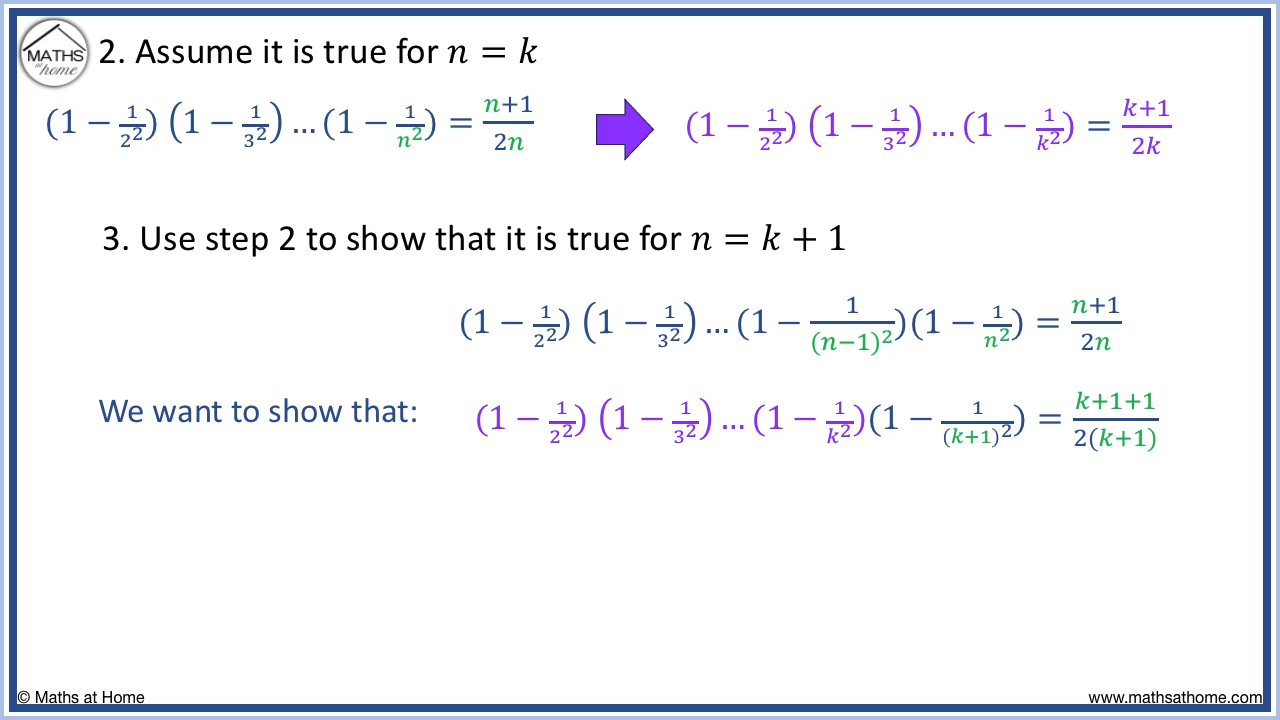 MATHS
at
home
2. Assume it is true for n = k
(1 − 1/2²) (1 − 1/3²) … (1 − 1/n²) = n+1/2n
(1 − 1/2²) (1 − 1/3²) … (1 − 1/k²) = k+1/2k
3. Use step 2 to show that it is true for n = k + 1
(1 − 1/2²) (1 − 1/3²) … (1 − 1/(n−1)²)(1 − 1/n²) = n+1/2n
We want to show that: (1 − 1/2²) (1 − 1/3²) … (1 − 1/k²)(1 − 1/(k+1)²) = k+1+1/2(k+1)
© Maths at Home
www.mathsathome.com